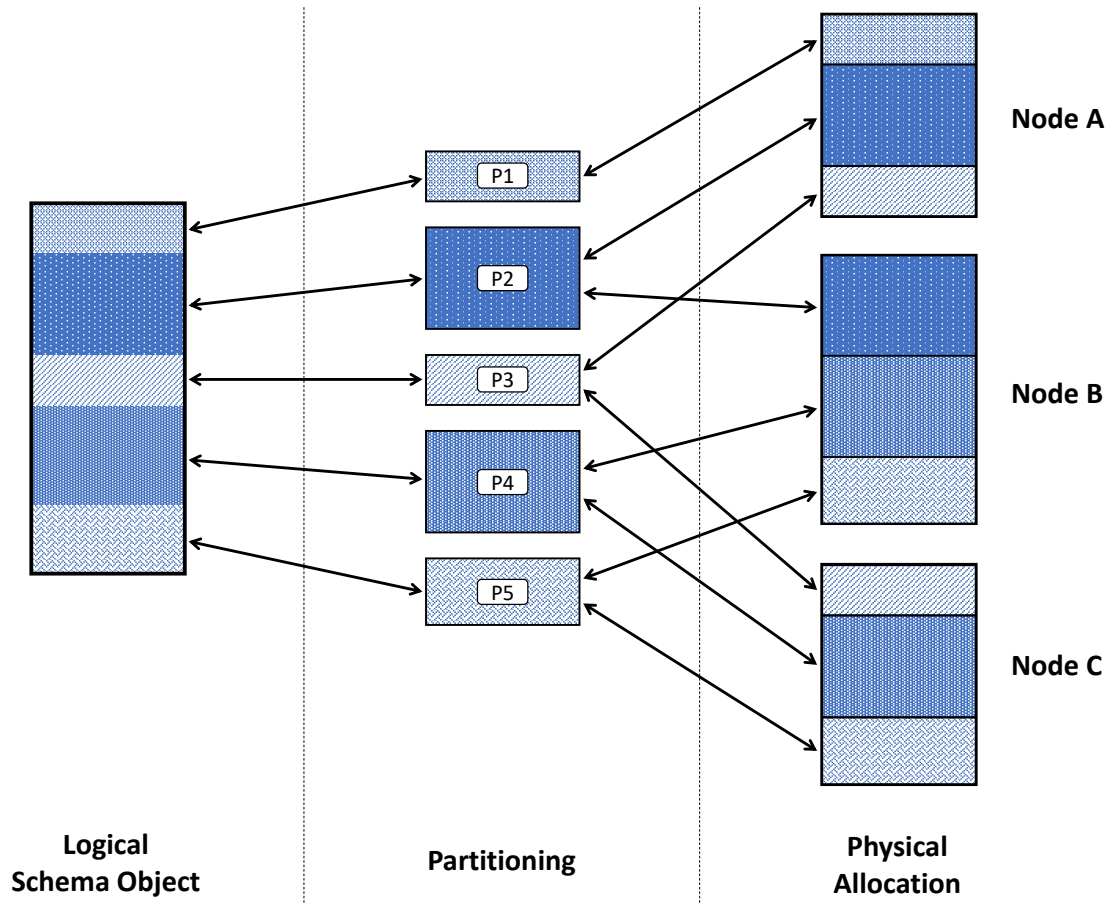 P1
P2
P3
P4
P5
Node A
Node B
Node C
Logical
Schema Object
Partitioning
Physical
Allocation